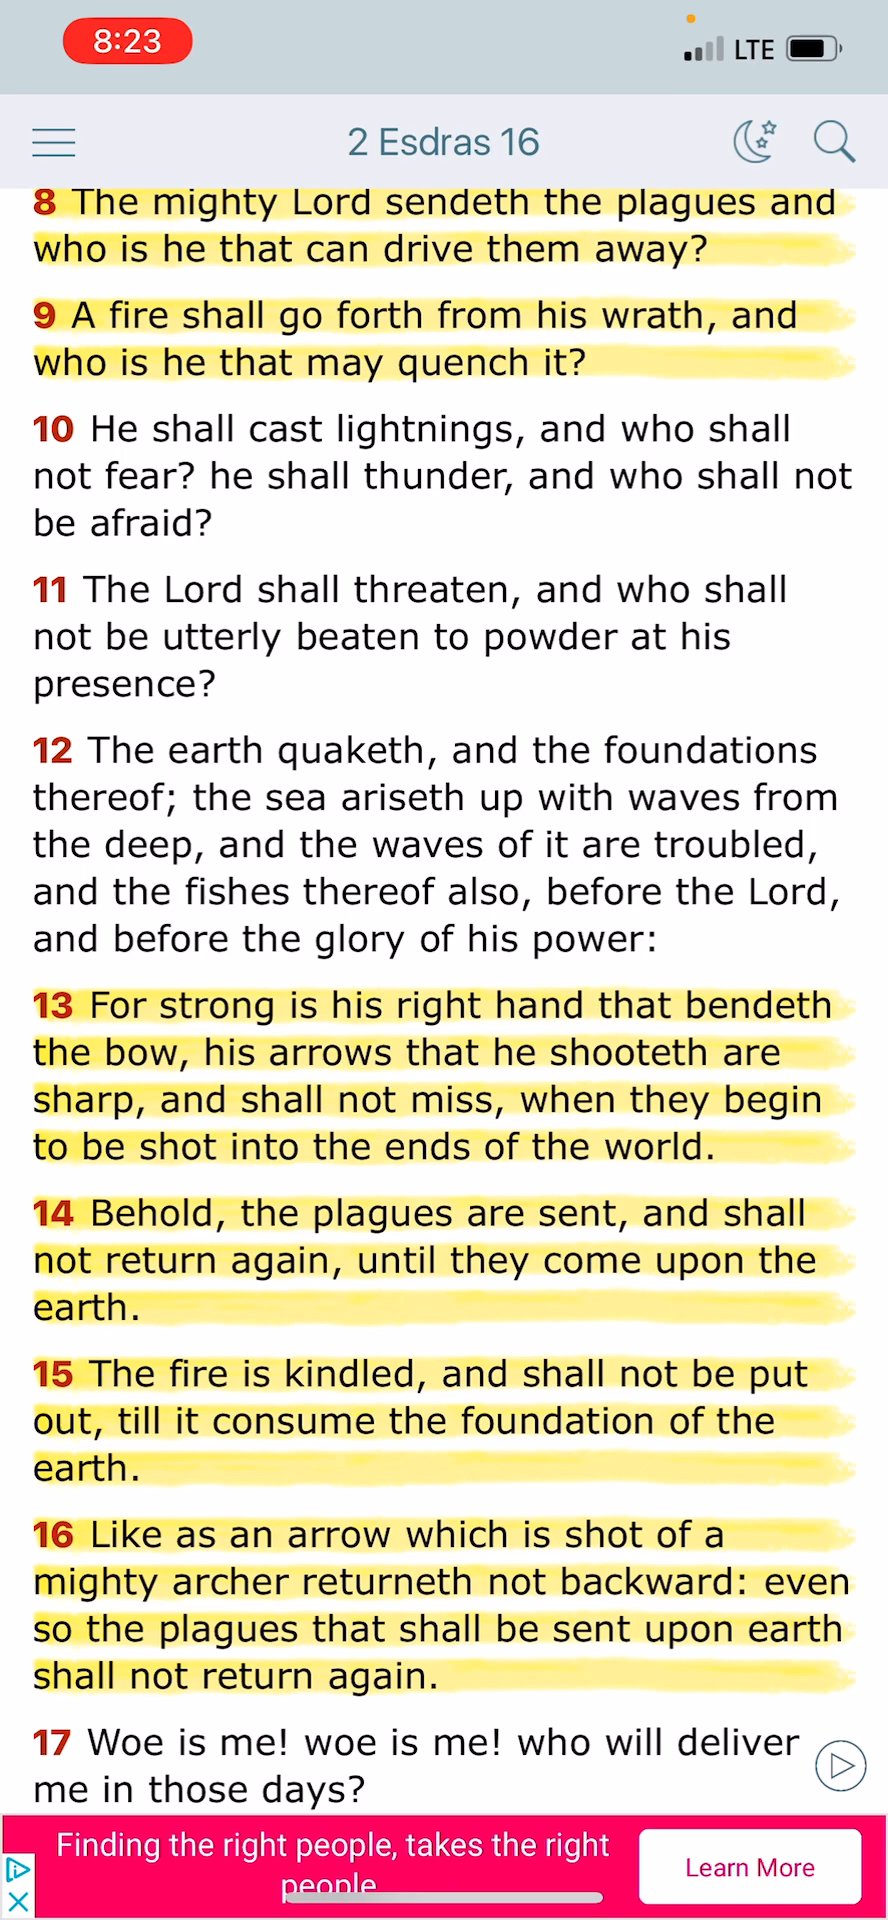 8:23
LTE
2 Esdras 16
8 The mighty Lord sendeth the plagues and
who is he that can drive them away?
9 A fire shall go forth from his wrath, and
who is he that may quench it?
10 He shall cast lightnings, and who shall
not fear? he shall thunder, and who shall not
be afraid?
11 The Lord shall threaten, and who shall
not be utterly beaten to powder at his
presence?
12 The earth quaketh, and the foundations
thereof; the sea ariseth up with waves from
the deep, and the waves of it are troubled,
and the fishes thereof also, before the Lord,
and before the glory of his power:
13 For strong is his right hand that bendeth
the bow, his arrows that he shooteth are
sharp, and shall not miss, when they begin
to be shot into the ends of the world.
14 Behold, the plagues are sent, and shall
not return again, until they come upon the
earth.
15 The fire is kindled, and shall not be put
out, till it consume the foundation of the
earth.
16 Like as an arrow which is shot of a
mighty archer returneth not backward: even
so the plagues that shall be sent upon earth
shall not return again.
17 Woe is me! woe is me! who will deliver
me in those days?
Finding the right people, takes the right
people
Learn More